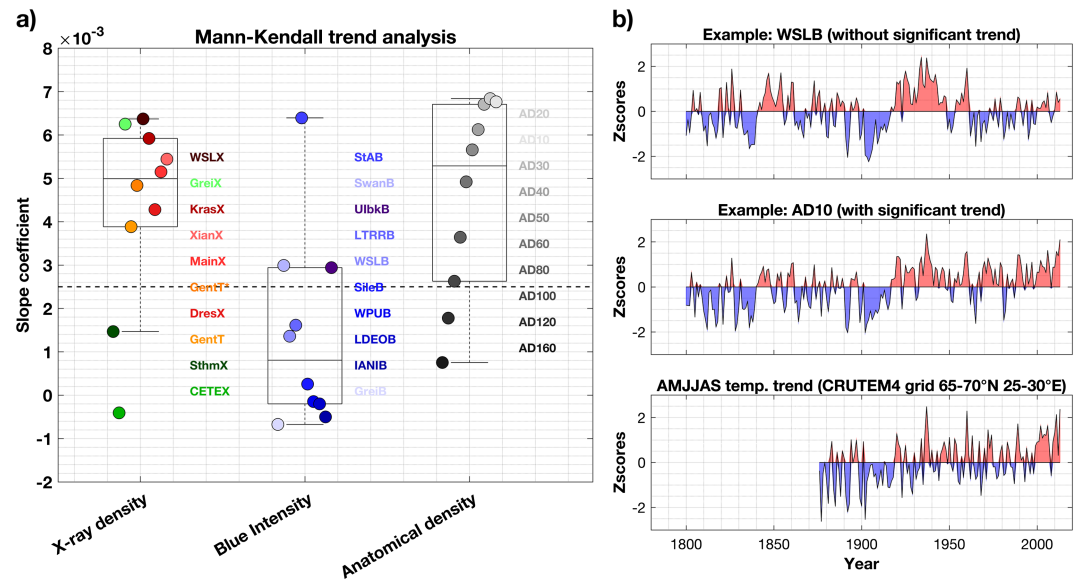 a)
×10⁻³
Mann-Kendall trend analysis
8
7
6
5
4
3
2
1
0
-1
-2
Slope coefficient
WSLX
GreiX
KrasX
XianX
MainX
GentT*
DresX
GentT
SthmX
CETEX
StAB
SwanB
UlbkB
LTRRB
WSLB
SileB
WPUB
LDEOB
IANIB
GreiB
AD20
AD10
AD30
AD40
AD50
AD60
AD80
AD100
AD120
AD160
X-ray density
Blue Intensity
Anatomical density
b)
Example: WSLB (without significant trend)
2
0
-2
Zscores
Example: AD10 (with significant trend)
2
0
-2
Zscores
AMJJAS temp. trend (CRUTEM4 grid 65-70°N 25-30°E)
2
0
-2
Zscores
1800
1850
1900
1950
2000
Year